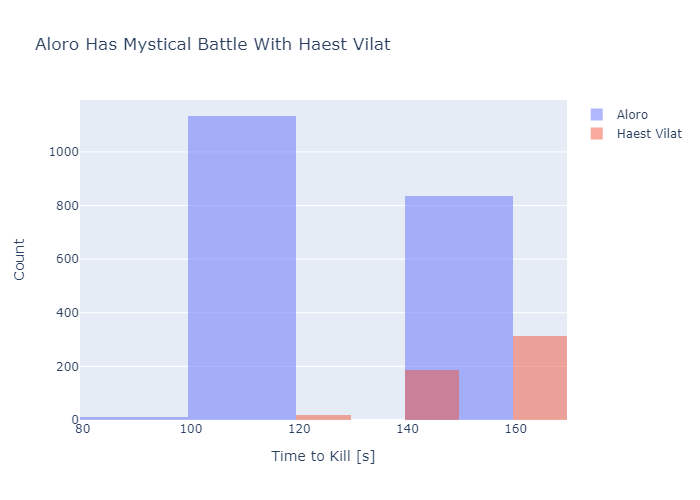 Aloro Has Mystical Battle With Haest Vilat
Aloro
Haest Vilat
1000
800
600
400
200
0
80
100
120
140
160
Count
Time to Kill [s]